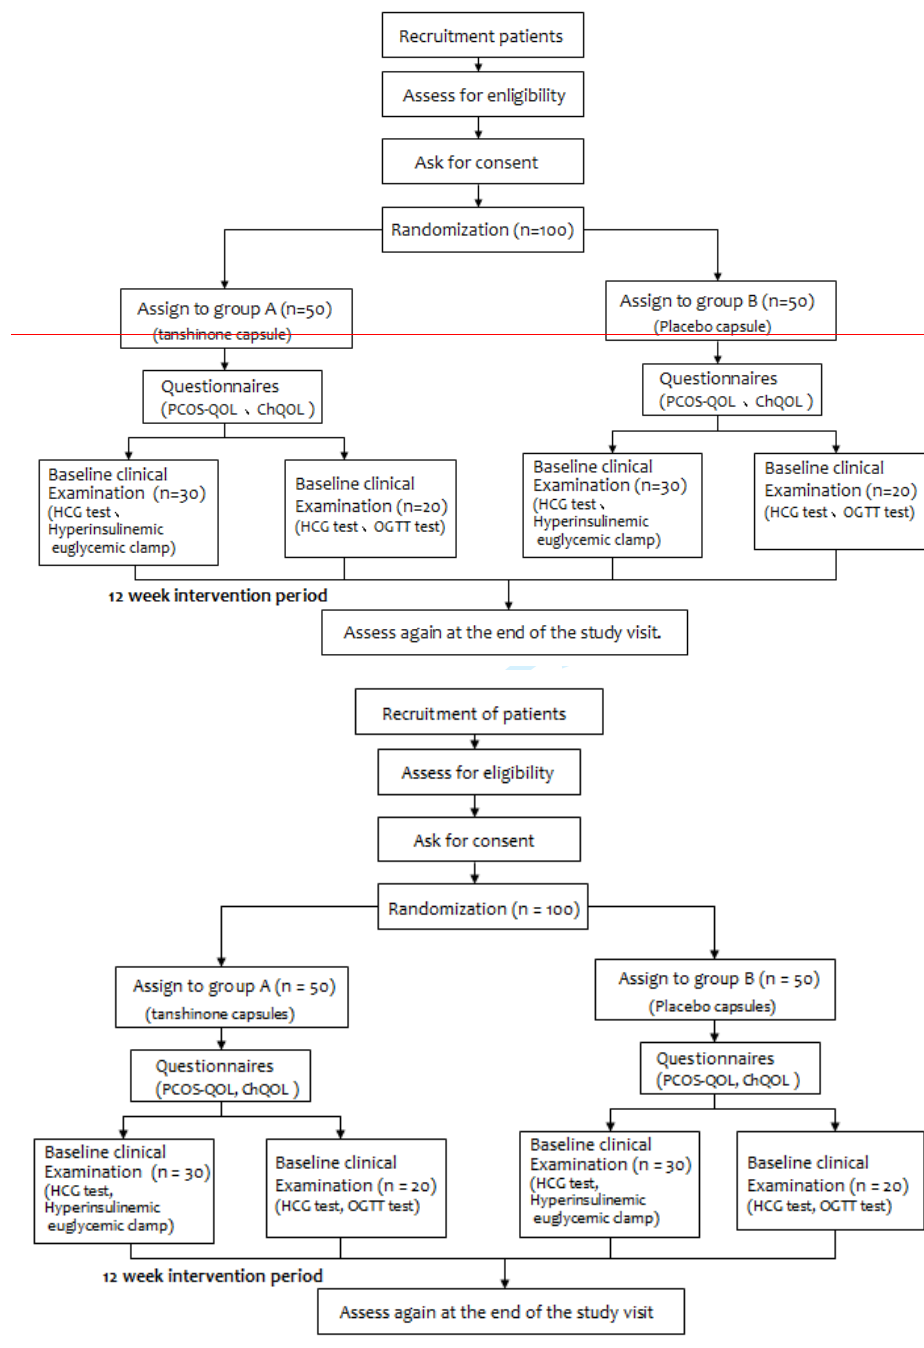 Recruitment patients
Assess for enligibility
Ask for consent
Randomization (n=100)
Assign to group A (n=50)
(tanshinone capsule)
Assign to group B (n=50)
(Placebo capsule)
Questionnaires
(PCOS-QOL 、ChQOL )
Questionnaires
(PCOS-QOL 、ChQOL )
Baseline clinical
Examination (n=30)
(HCG test、
Hyperinsulinemic
euglycemic clamp)
Baseline clinical
Examination (n=20)
(HCG test、OGTT test)
Baseline clinical
Examination (n=30)
(HCG test、
Hyperinsulinemic
euglycemic clamp)
Baseline clinical
Examination (n=20)
(HCG test、OGTT test)
12 week intervention period
Assess again at the end of the study visit.
Recruitment of patients
Assess for eligibility
Ask for consent
Randomization (n = 100)
Assign to group A (n = 50)
(tanshinone capsules)
Assign to group B (n = 50)
(Placebo capsules)
Questionnaires
(PCOS-QOL, ChQOL )
Questionnaires
(PCOS-QOL, ChQOL )
Baseline clinical
Examination (n = 30)
(HCG test,
Hyperinsulinemic
euglycemic clamp)
Baseline clinical
Examination (n = 20)
(HCG test, OGTT test)
Baseline clinical
Examination (n = 30)
(HCG test,
Hyperinsulinemic
euglycemic clamp)
Baseline clinical
Examination (n = 20)
(HCG test, OGTT test)
12 week intervention period
Assess again at the end of the study visit